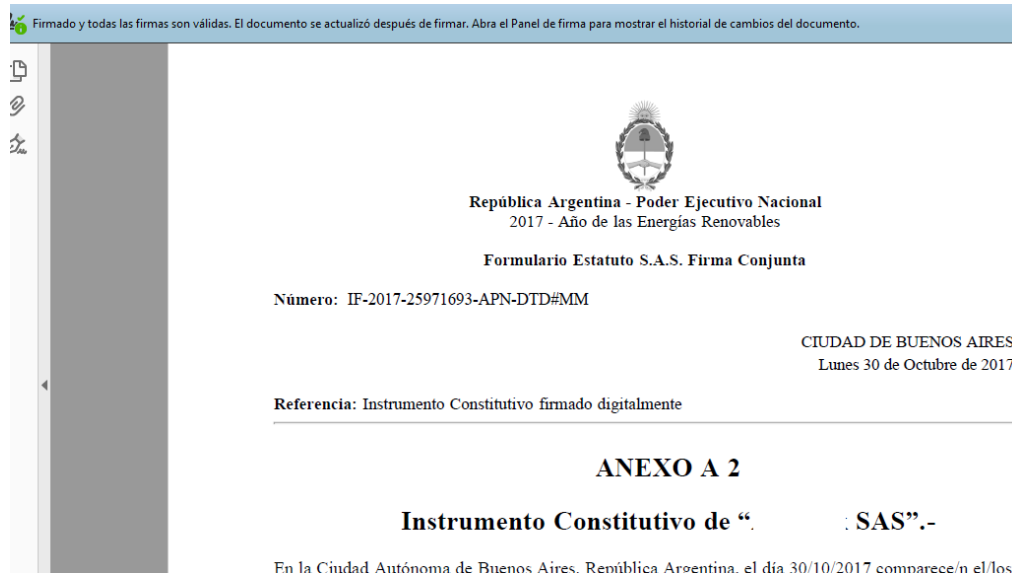 Firmado y todas las firmas son válidas. El documento se actualizó después de firmar. Abra el Panel de firma para mostrar el historial de cambios del documento.
República Argentina - Poder Ejecutivo Nacional
2017 - Año de las Energías Renovables
Formulario Estatuto S.A.S. Firma Conjunta
Número: IF-2017-25971693-APN-DTD#MM
CIUDAD DE BUENOS AIRES
Lunes 30 de Octubre de 2017
Referencia: Instrumento Constitutivo firmado digitalmente
ANEXO A 2
Instrumento Constitutivo de “ SAS”.-
En la Ciudad Autónoma de Buenos Aires, República Argentina, el día 30/10/2017 comparece/n el/los